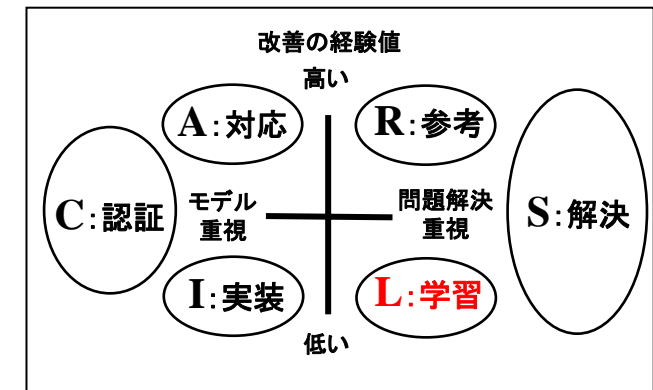 改善の経験値
高い
A:対応
R:参考
C:認証
モデル
重視
問題解決
重視
S:解決
I:実装
L:学習
低い